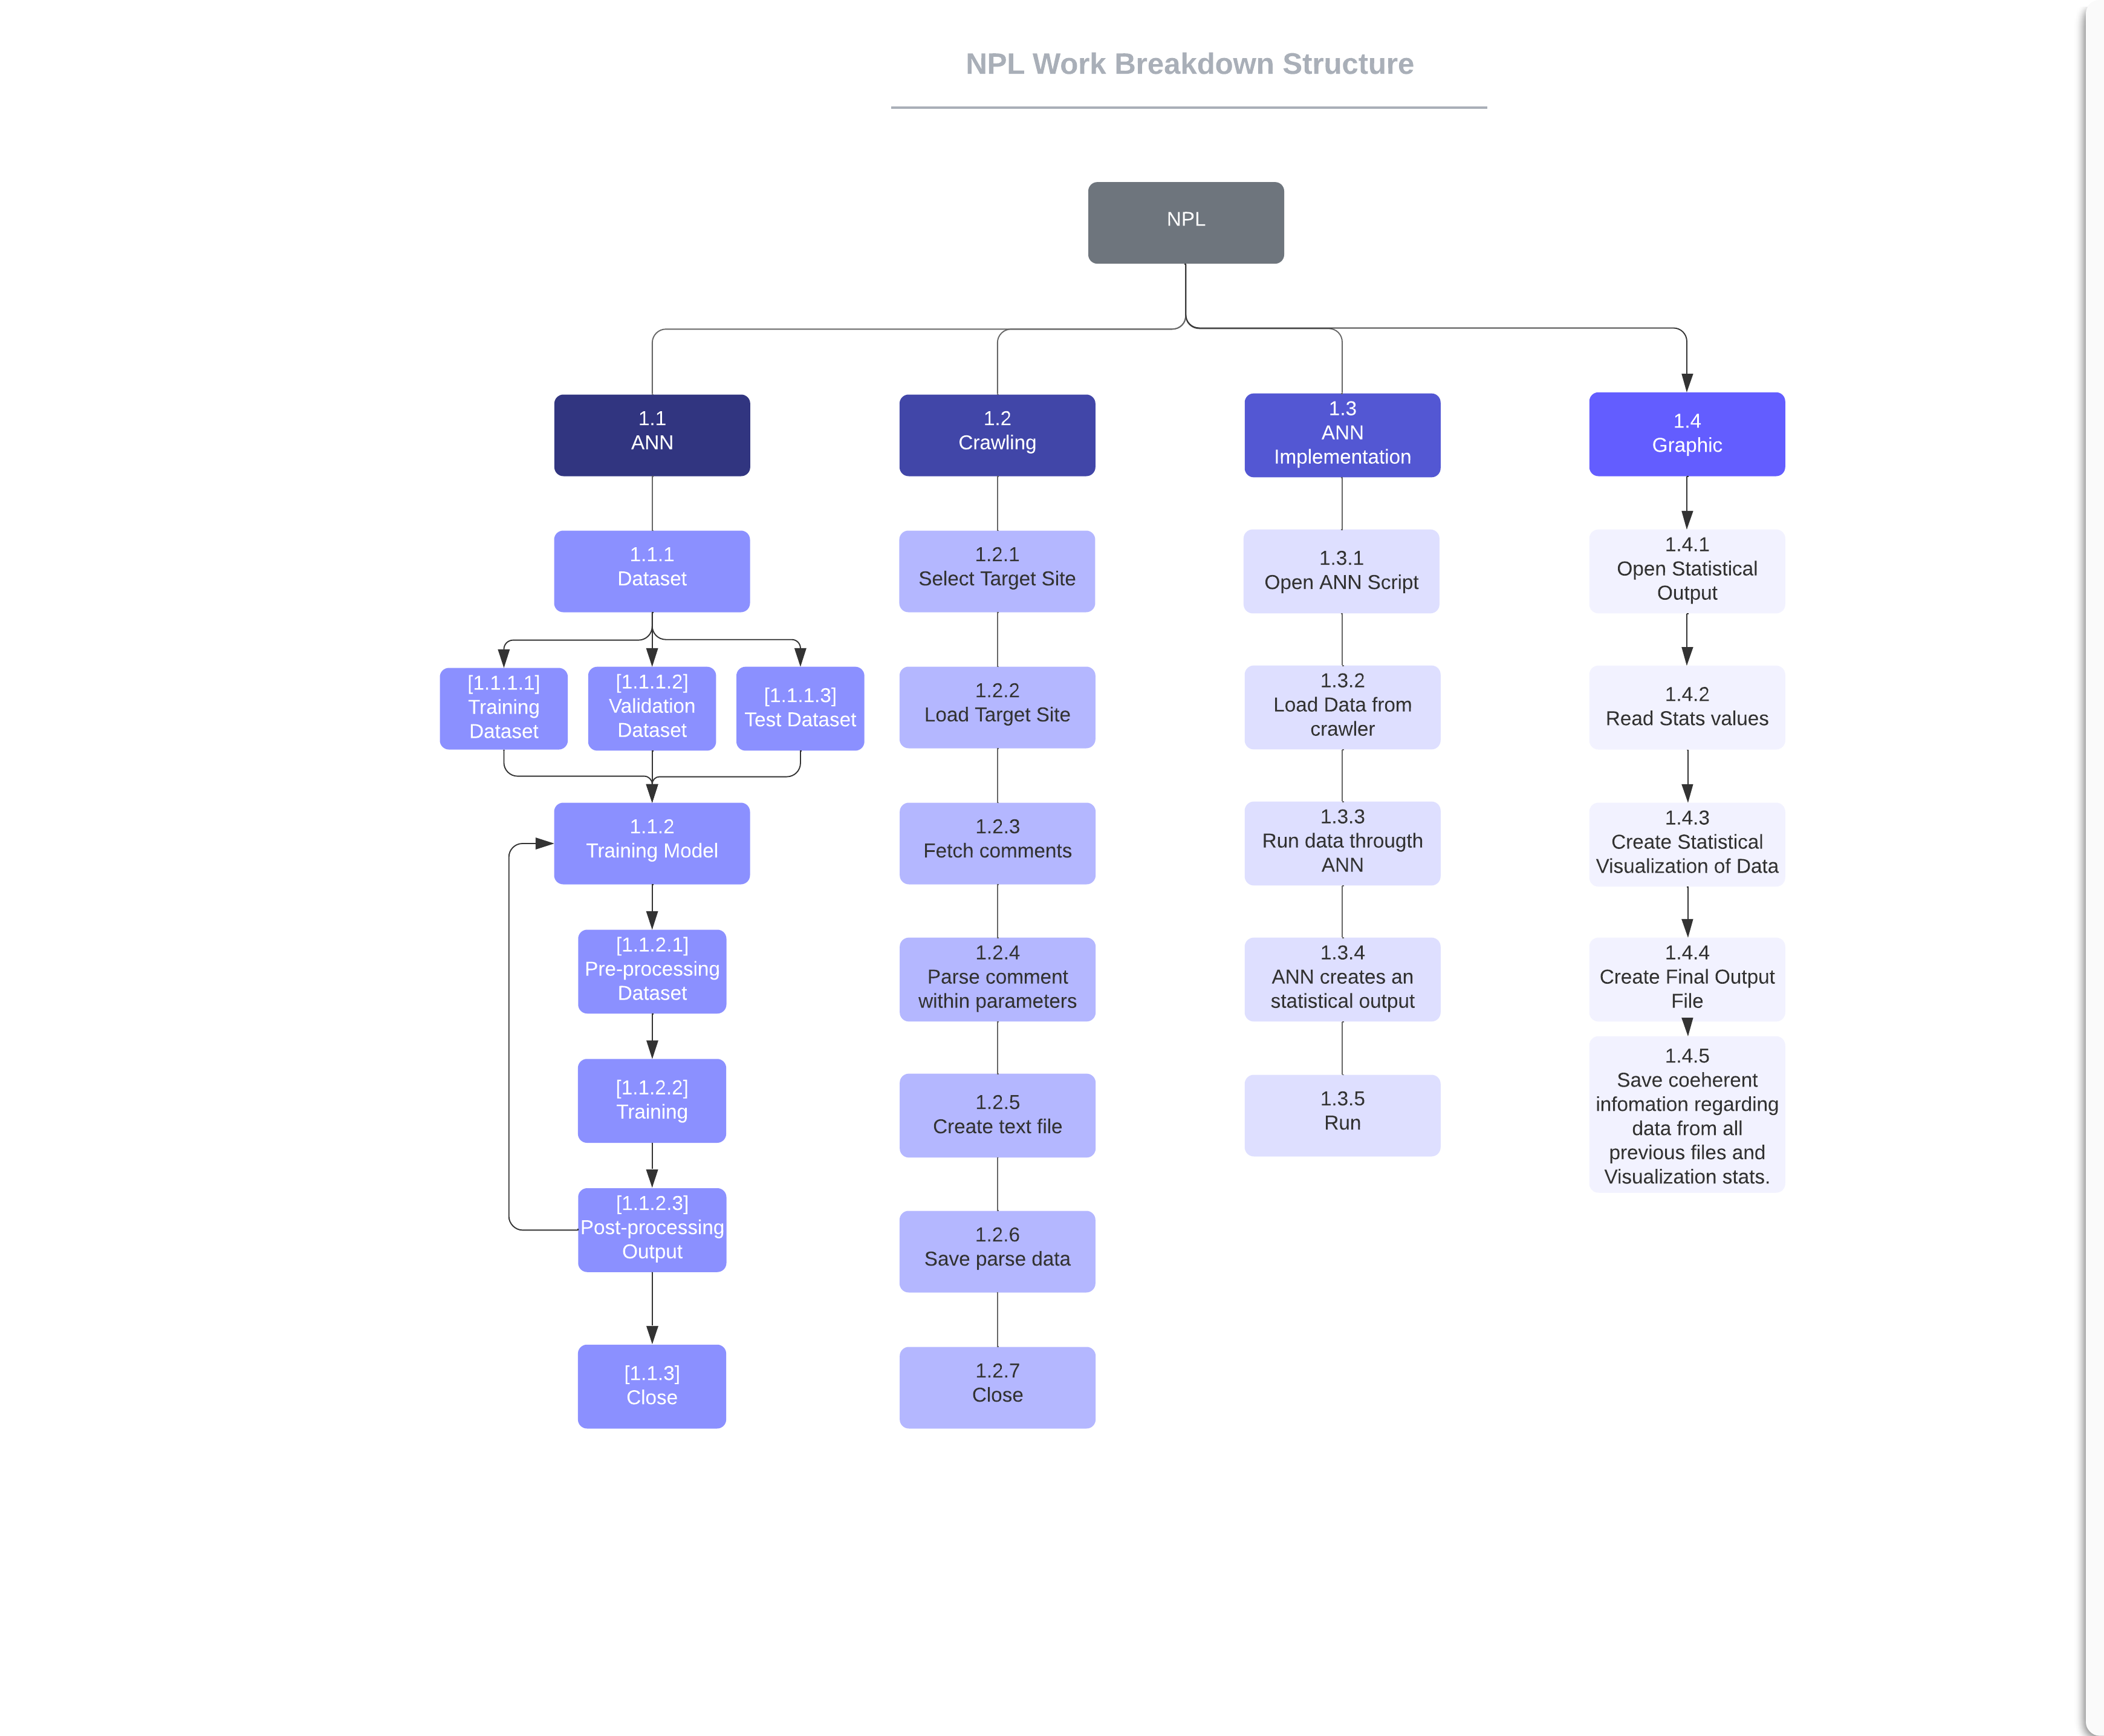 NPL Work Breakdown Structure
NPL
1.1
ANN
1.2
Crawling
1.3
ANN
Implementation
1.4
Graphic
1.1.1
Dataset
[1.1.1.1]
Training
Dataset
[1.1.1.2]
Validation
Dataset
[1.1.1.3]
Test Dataset
1.1.2
Training Model
[1.1.2.1]
Pre-processing
Dataset
[1.1.2.2]
Training
[1.1.2.3]
Post-processing
Output
[1.1.3]
Close
1.2.1
Select Target Site
1.2.2
Load Target Site
1.2.3
Fetch comments
1.2.4
Parse comment
within parameters
1.2.5
Create text file
1.2.6
Save parse data
1.2.7
Close
1.3.1
Open ANN Script
1.3.2
Load Data from
crawler
1.3.3
Run data througth
ANN
1.3.4
ANN creates an
statistical output
1.3.5
Run
1.4.1
Open Statistical
Output
1.4.2
Read Stats values
1.4.3
Create Statistical
Visualization of Data
1.4.4
Create Final Output
File
1.4.5
Save coeherent
infomation regarding
data from all
previous files and
Visualization stats.